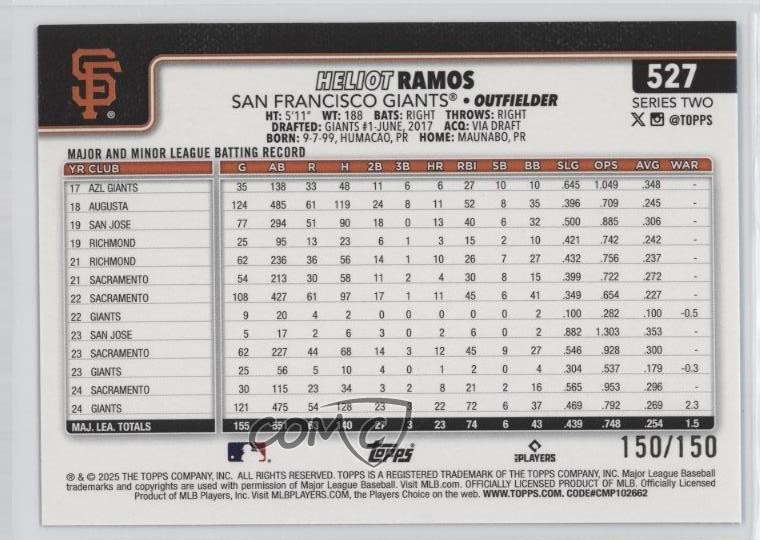 SF®
HELIOT RAMOS
527
SAN FRANCISCO GIANTS® • OUTFIELDER
SERIES TWO
HT: 5'11" WT: 188 BATS: RIGHT THROWS: RIGHT
@TOPPS
DRAFTED: GIANTS #1-JUNE, 2017 ACQ: VIA DRAFT
BORN: 9-7-99, HUMACAO, PR HOME: MAUNABO, PR
MAJOR AND MINOR LEAGUE BATTING RECORD
YR CLUB G AB R H 2B 3B HR RBI SB BB SLG OPS AVG WAR
17 AZL GIANTS 35 138 33 48 11 6 6 27 10 10 .645 1.049 .348 -
18 AUGUSTA 124 485 61 119 24 8 11 52 8 35 .396 .709 .245 -
19 SAN JOSE 77 294 51 90 18 0 13 40 6 32 .500 .885 .306 -
19 RICHMOND 25 95 13 23 6 1 3 15 2 10 .421 .742 .242 -
21 RICHMOND 62 236 36 56 14 1 10 26 7 27 .432 .756 .237 -
21 SACRAMENTO 54 213 30 58 11 2 4 30 8 15 .399 .722 .272 -
22 SACRAMENTO 108 427 61 97 17 1 11 45 6 41 .349 .654 .227 -
22 GIANTS 9 20 4 2 0 0 0 0 0 2 .100 .282 .100 -0.5
23 SAN JOSE 5 17 2 6 3 0 2 6 0 2 .882 1.303 .353 -
23 SACRAMENTO 62 227 44 68 14 3 12 45 9 27 .546 .928 .300 -
23 GIANTS 25 56 5 10 4 0 1 2 0 4 .304 .537 .179 -0.3
24 SACRAMENTO 30 115 23 34 3 2 8 21 2 16 .565 .953 .296 -
24 GIANTS 121 475 54 128 23 3 22 72 6 37 .469 .792 .269 2.3
MAJ. LEA. TOTALS 155 551 63 140 27 3 23 74 6 43 .439 .748 .254 1.5
COMC
topps
PLAYERS
150/150
® & © 2025 THE TOPPS COMPANY, INC. ALL RIGHTS RESERVED. TOPPS IS A REGISTERED TRADEMARK OF THE TOPPS COMPANY, INC. Major League Baseball
trademarks and copyrights are used with permission of Major League Baseball. Visit MLB.com. OFFICIALLY LICENSED PRODUCT OF MLB. Officially Licensed
Product of MLB Players, Inc. Visit MLBPLAYERS.COM, the Players Choice on the web. WWW.TOPPS.COM. CODE#CMP102662